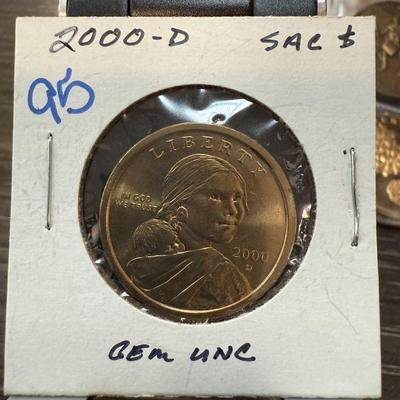 2000-D SAC $
95
LIBERTY
IN GOD
WE TRUST
2000
D
GEM UNC